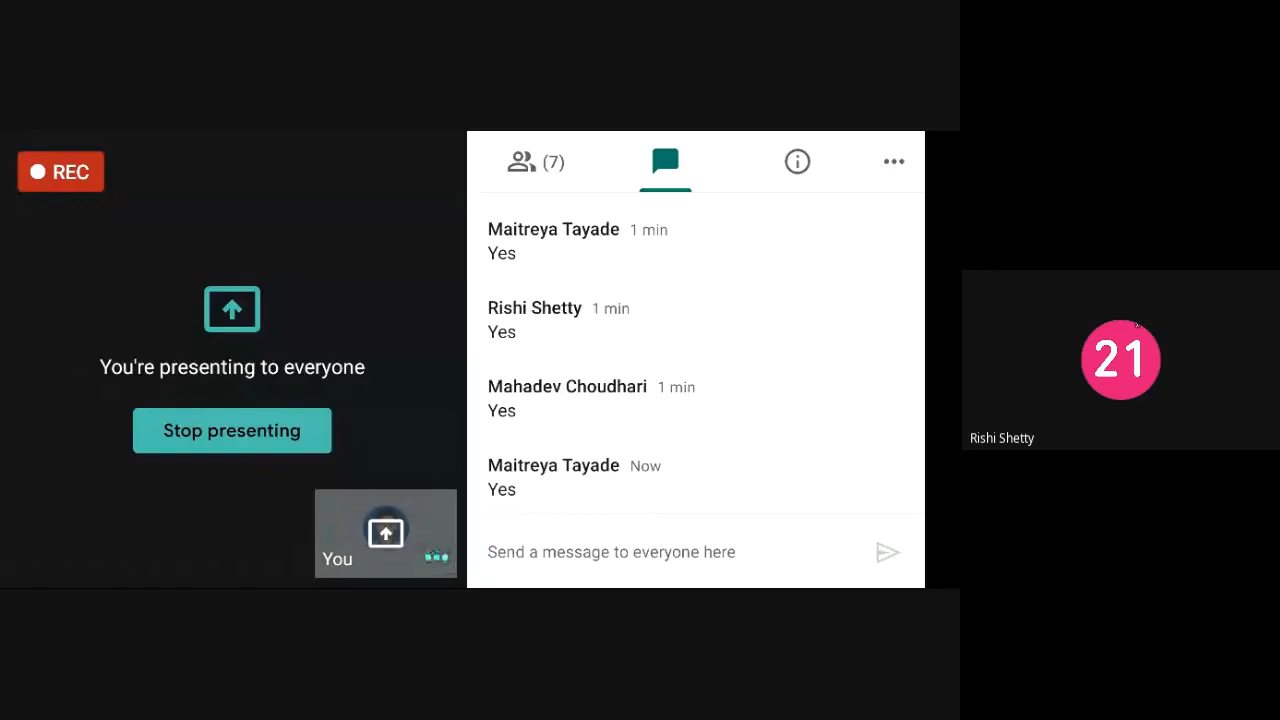 REC
You're presenting to everyone
Stop presenting
You
(7)
Maitreya Tayade 1 min
Yes
Rishi Shetty 1 min
Yes
Mahadev Choudhari 1 min
Yes
Maitreya Tayade Now
Yes
Send a message to everyone here
21
Rishi Shetty